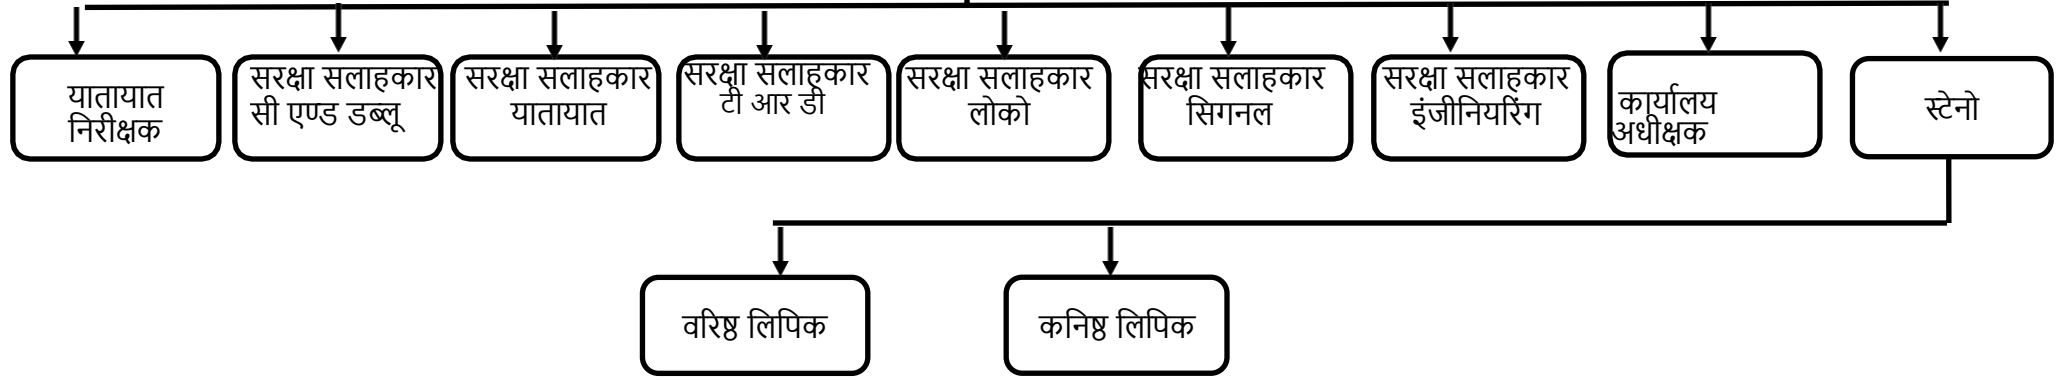 यातायात
निरीक्षक
सरक्षा सलाहकार
सी एण्ड डब्लू
सरक्षा सलाहकार
यातायात
सरक्षा सलाहकार
टी आर डी
सरक्षा सलाहकार
लोको
सरक्षा सलाहकार
सिगनल
सरक्षा सलाहकार
इंजीनियरिंग
कार्यालय
अधीक्षक
स्टेनो
वरिष्ठ लिपिक
कनिष्ठ लिपिक